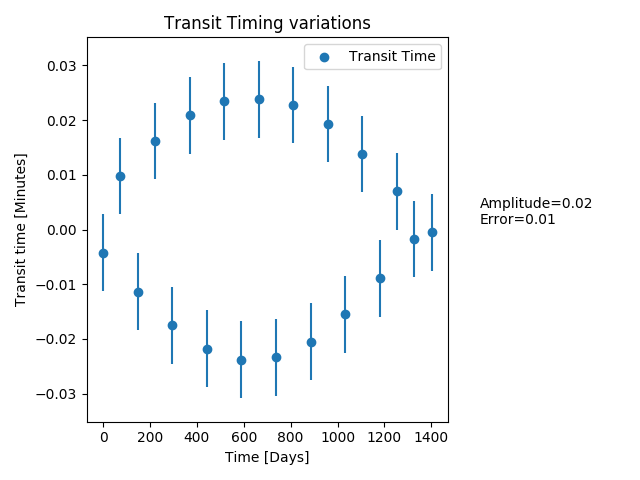 Transit Timing variations
Transit Time
Transit time [Minutes]
0.03
0.02
0.01
0.00
−0.01
−0.02
−0.03
0 200 400 600 800 1000 1200 1400
Time [Days]
Amplitude=0.02
Error=0.01